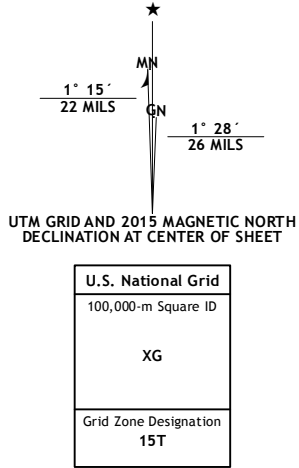 MN
1° 15´
22 MILS
GN
1° 28´
26 MILS
UTM GRID AND 2015 MAGNETIC NORTH
DECLINATION AT CENTER OF SHEET
U.S. National Grid
100,000-m Square ID
XG
Grid Zone Designation
15T